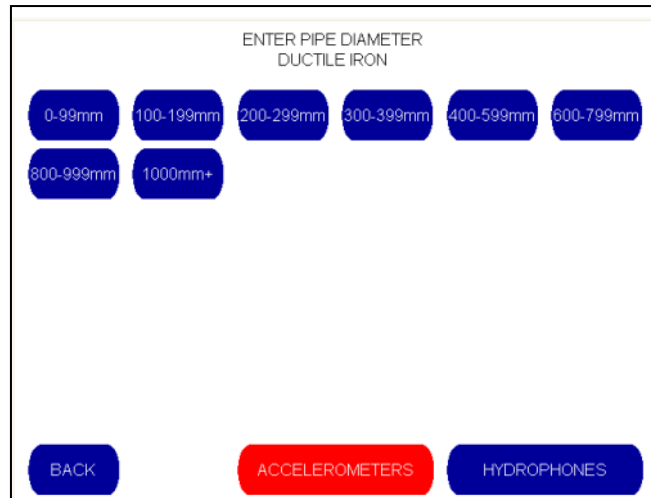 ENTER PIPE DIAMETER
DUCTILE IRON
0-99mm 100-199mm 200-299mm 300-399mm 400-599mm 600-799mm
800-999mm 1000mm+
BACK ACCELEROMETERS HYDROPHONES